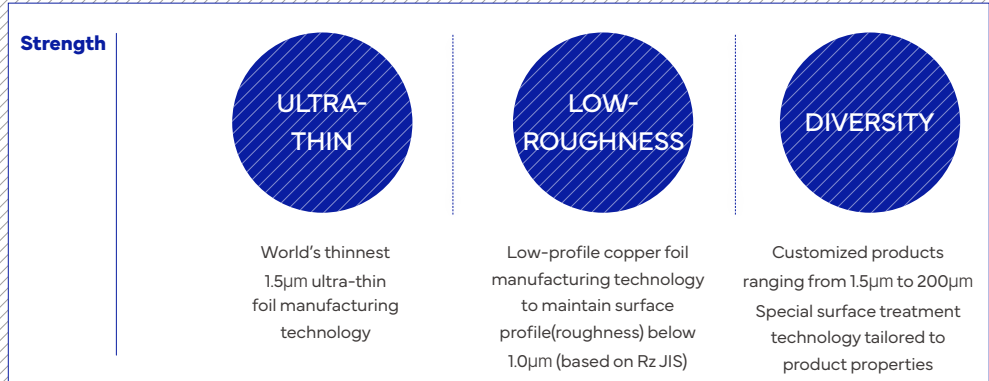 Strength
ULTRA-
THIN
World's thinnest
1.5μm ultra-thin
foil manufacturing
technology
LOW-
ROUGHNESS
Low-profile copper foil
manufacturing technology
to maintain surface
profile(roughness) below
1.0μm (based on Rz JIS)
DIVERSITY
Customized products
ranging from 1.5μm to 200μm
Special surface treatment
technology tailored to
product properties